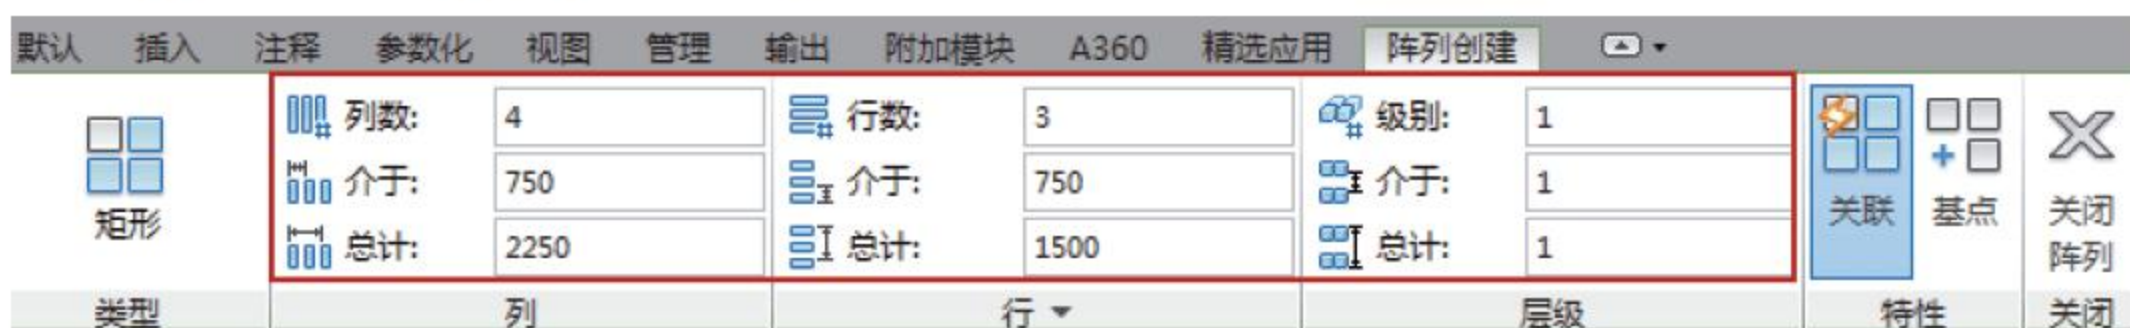 默认 插入 注释 参数化 视图 管理 输出 附加模块 A360 精选应用 阵列创建
列数: 4 行数: 3 级别: 1
介于: 750 介于: 750 介于: 1
总计: 2250 总计: 1500 总计: 1
矩形 关联 基点 关闭
阵列
类型 列 行 层级 特性 关闭